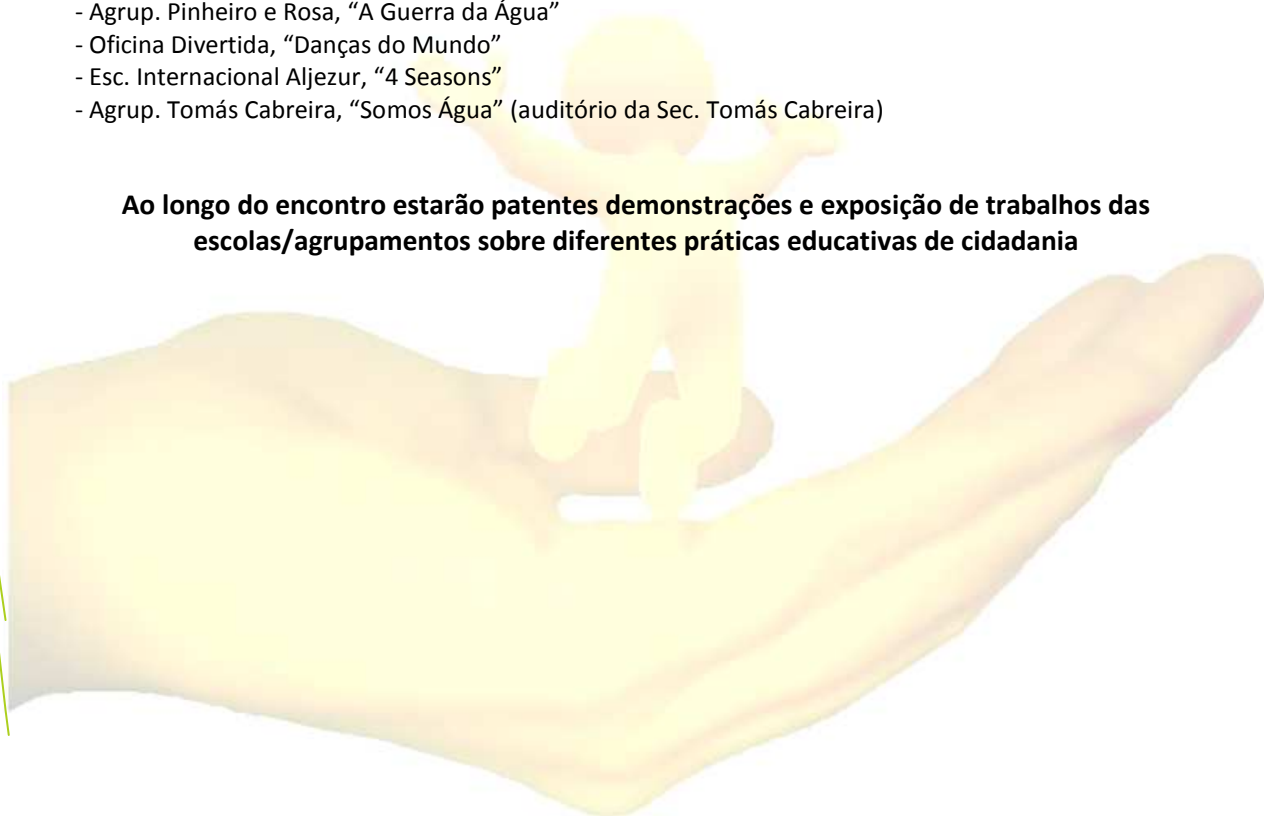 - Agrup. Pinheiro e Rosa, “A Guerra da Água”
- Oficina Divertida, “Danças do Mundo”
- Esc. Internacional Aljezur, “4 Seasons”
- Agrup. Tomás Cabreira, “Somos Água” (auditório da Sec. Tomás Cabreira)
Ao longo do encontro estarão patentes demonstrações e exposição de trabalhos das
escolas/agrupamentos sobre diferentes práticas educativas de cidadania